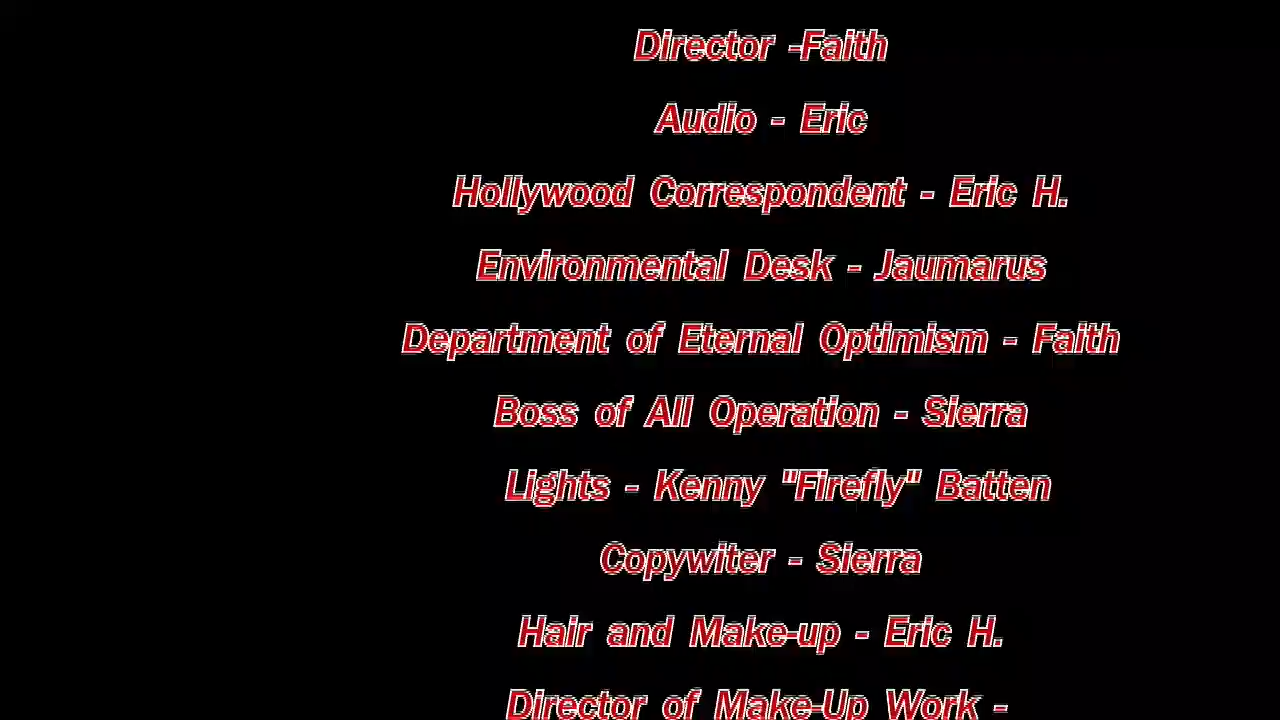 Director -Faith
Audio - Eric
Hollywood Correspondent - Eric H.
Environmental Desk - Jaumarus
Department of Eternal Optimism - Faith
Boss of All Operation - Sierra
Lights - Kenny "Firefly" Batten
Copywiter - Sierra
Hair and Make-up - Eric H.
Director of Make-Up Work -